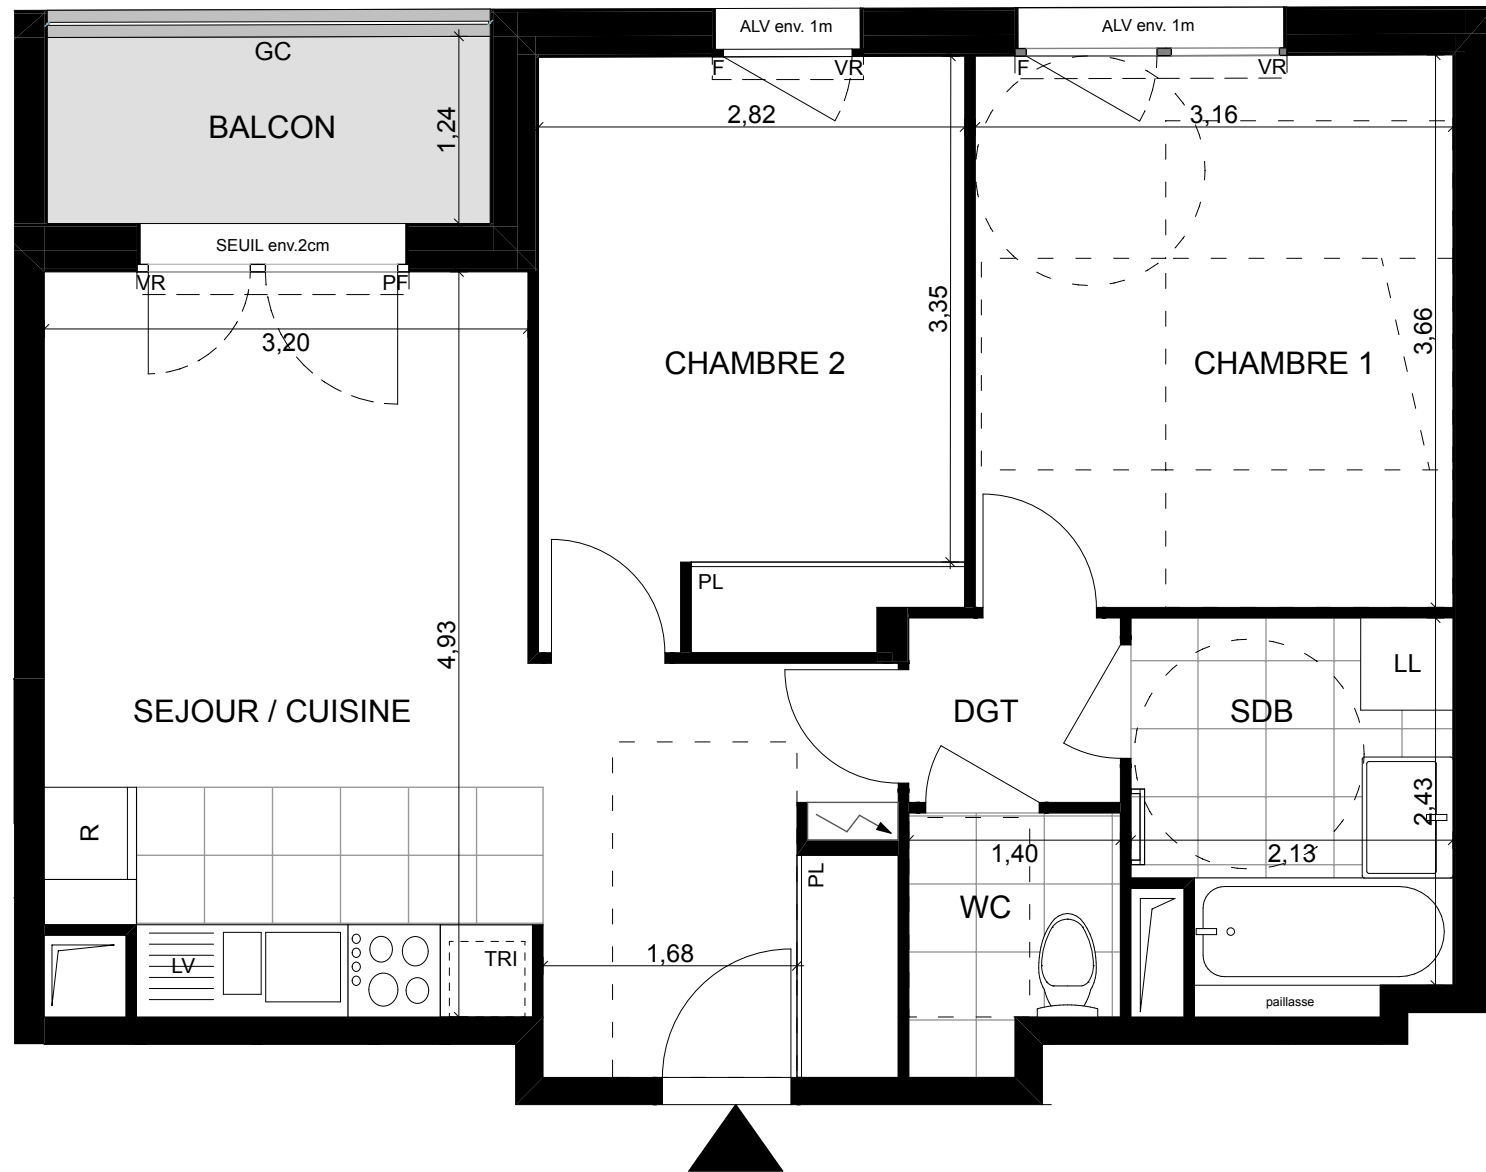 ALV env. 1m
ALV env. 1m
GC
F
VR
F
VR
BALCON
1,24
2,82
3,16
SEUIL env.2cm
VR
PF
3,20
3,35
3,66
CHAMBRE 2
CHAMBRE 1
PL
4,93
LL
SEJOUR / CUISINE
DGT
SDB
R
2,43
1,40
2,13
PL
WC
LV
TRI
1,68
paillasse